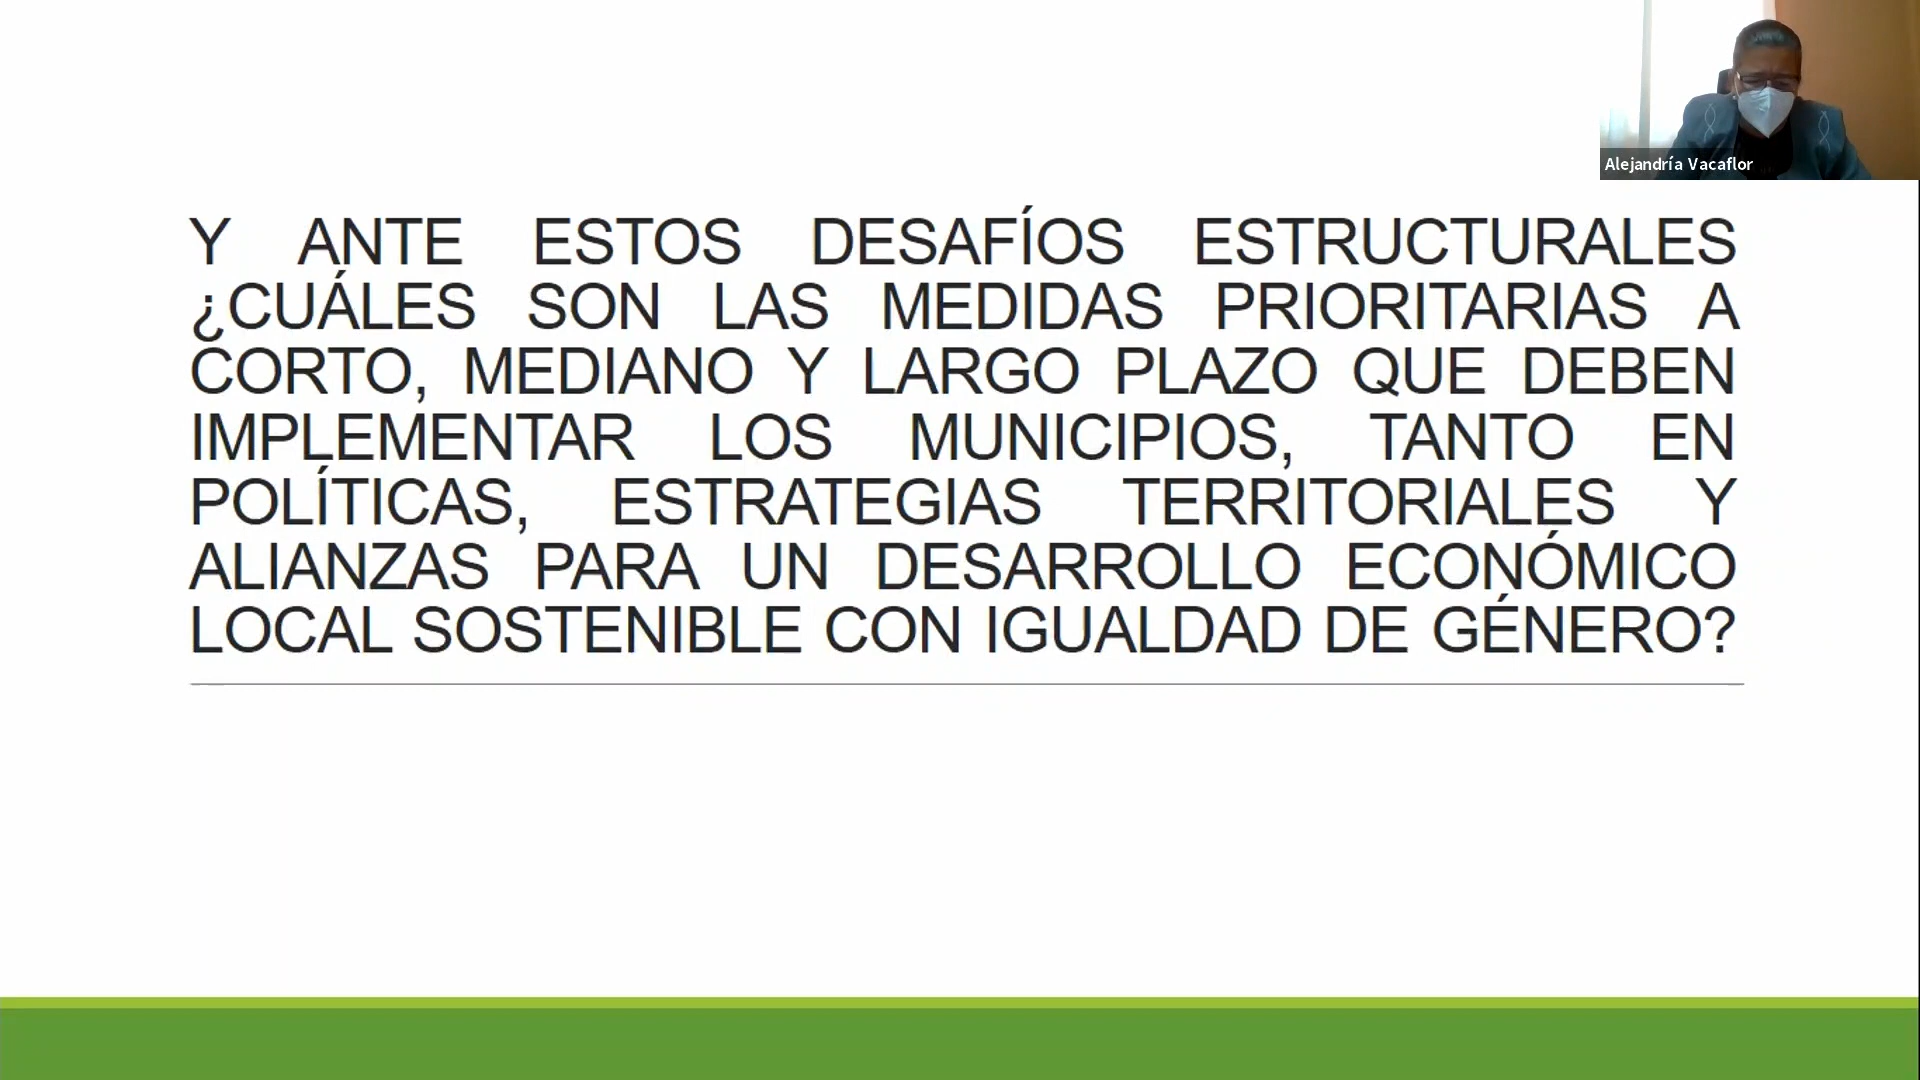 Alejandría Vacaflor
Y ANTE ESTOS DESAFÍOS ESTRUCTURALES
¿CUÁLES SON LAS MEDIDAS PRIORITARIAS A
CORTO, MEDIANO Y LARGO PLAZO QUE DEBEN
IMPLEMENTAR LOS MUNICIPIOS, TANTO EN
POLÍTICAS, ESTRATEGIAS TERRITORIALES Y
ALIANZAS PARA UN DESARROLLO ECONÓMICO
LOCAL SOSTENIBLE CON IGUALDAD DE GÉNERO?